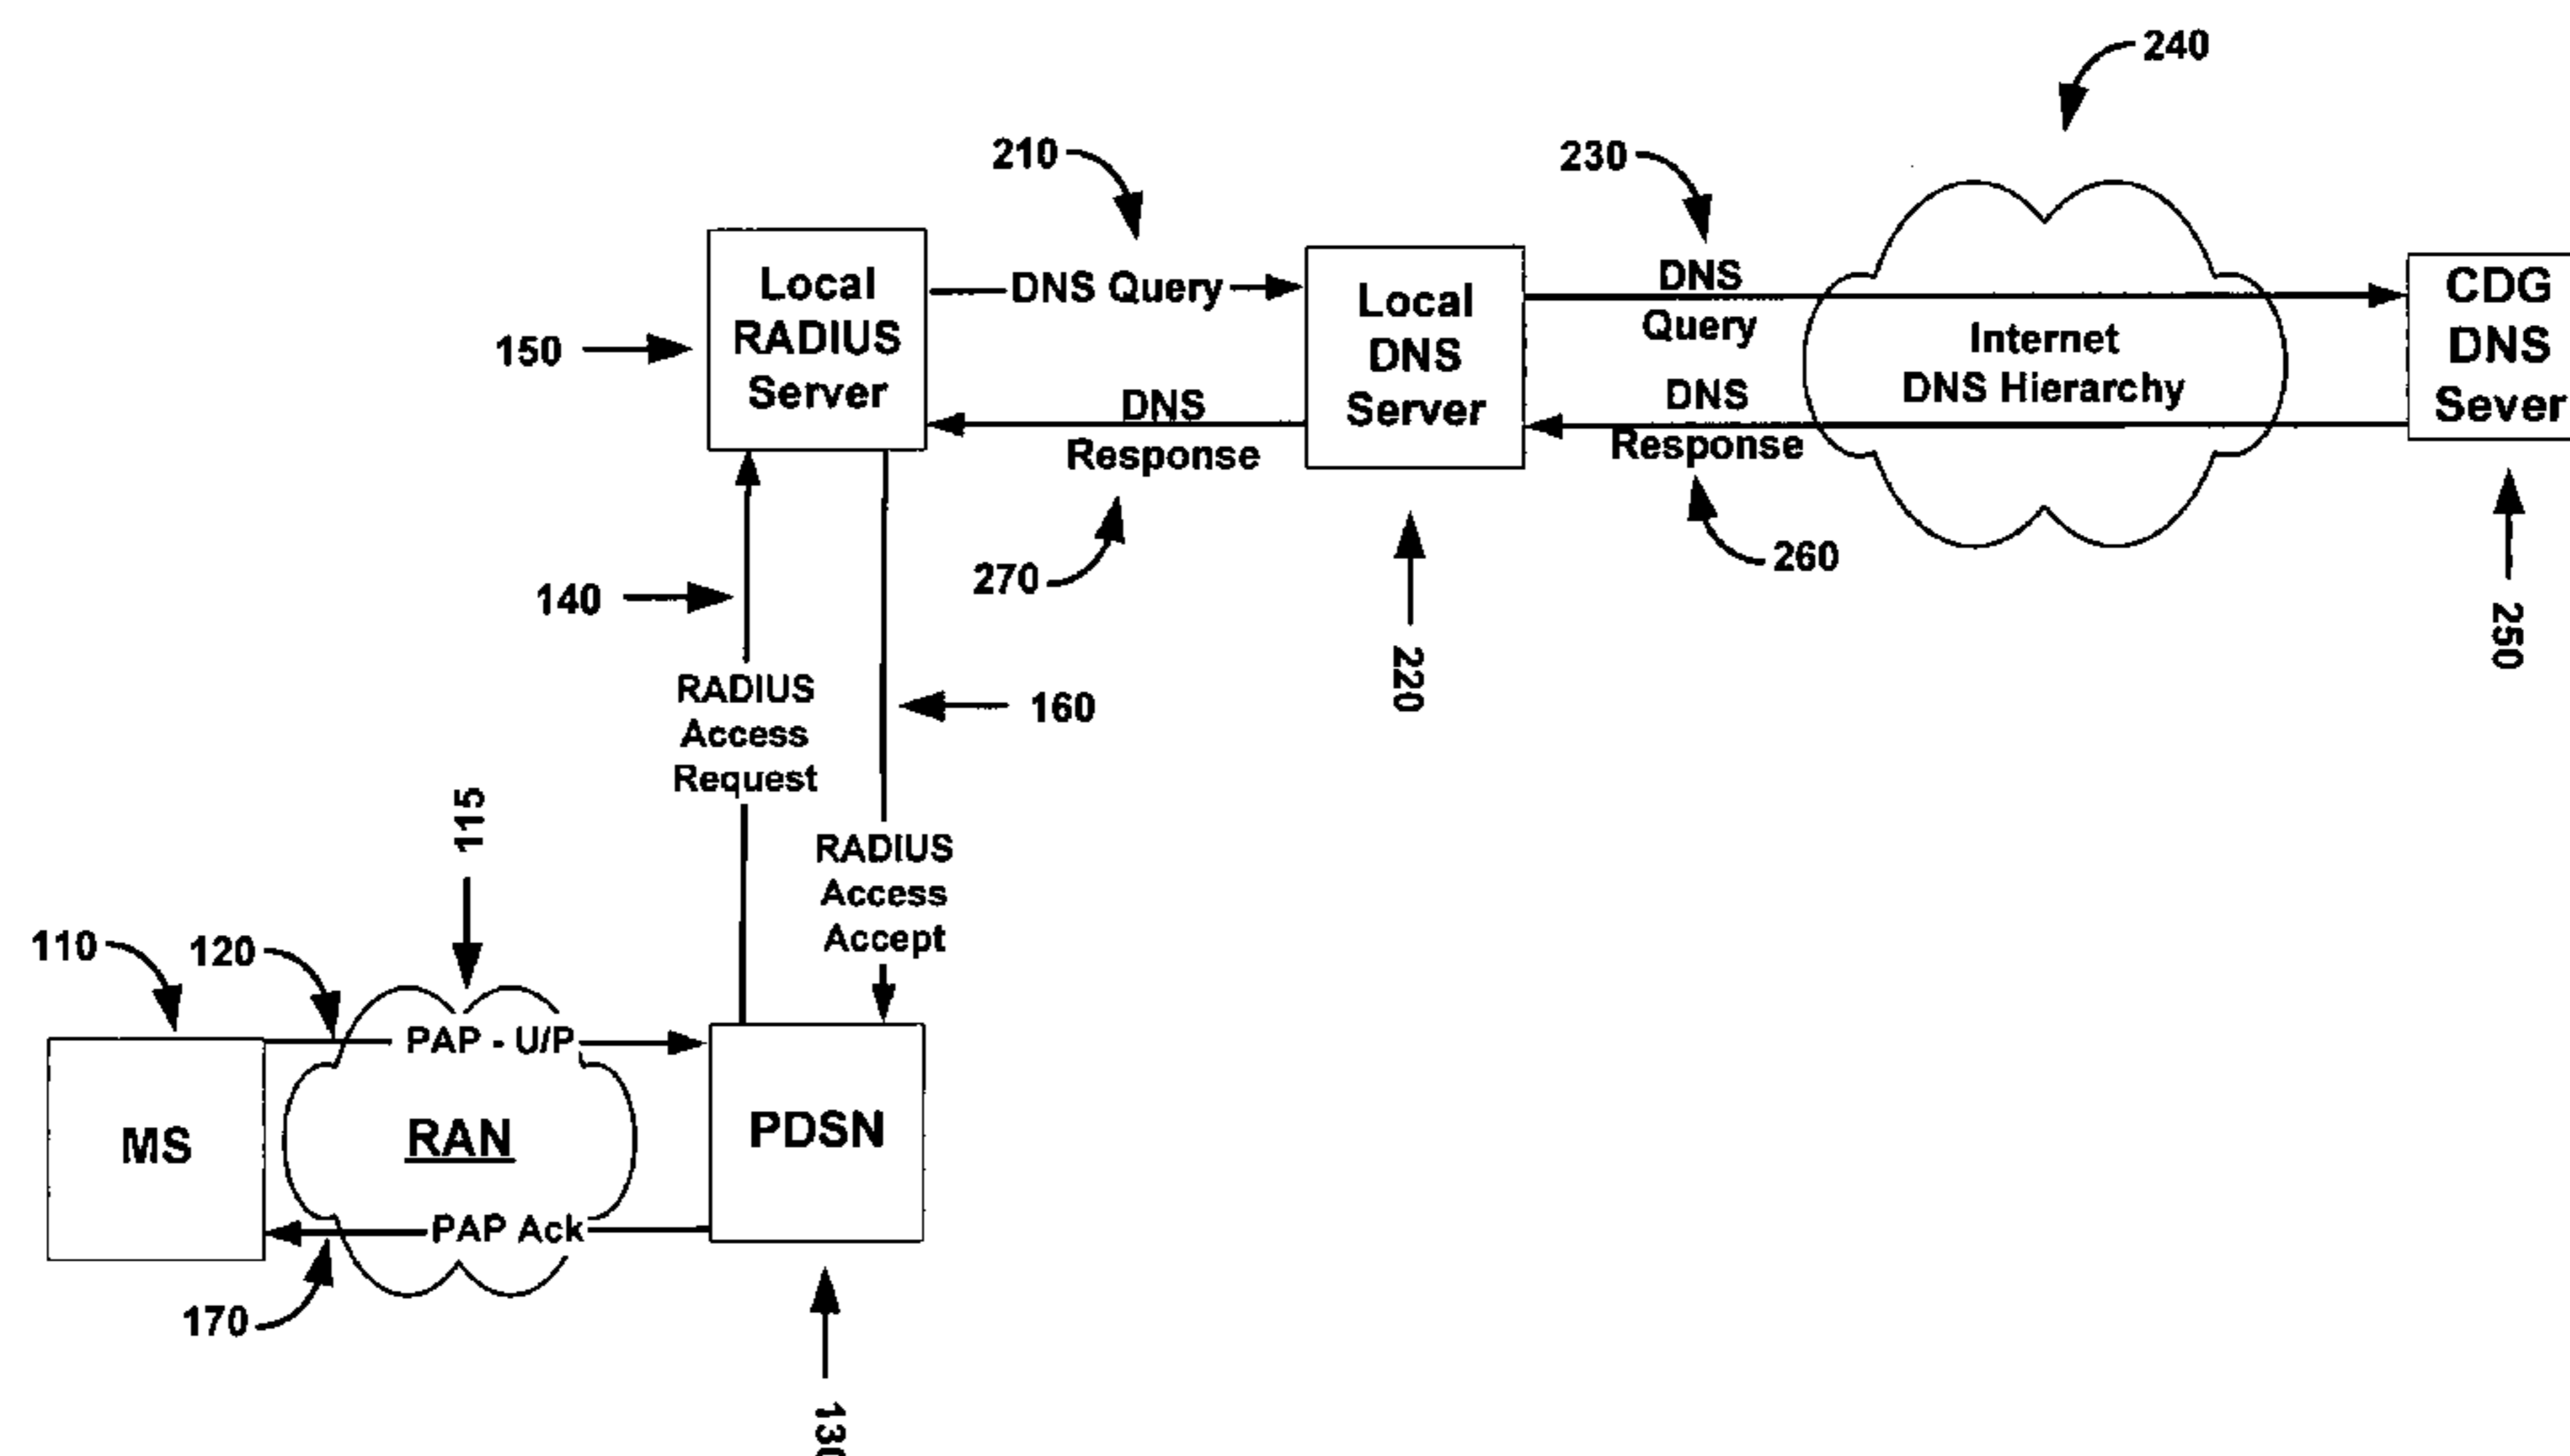 240
210
230
Local
RADIUS
Server
DNS Query
Local
DNS
Server
DNS
Query
Internet
DNS Hierarchy
CDG
DNS
Sever
150
DNS
Response
DNS
Response
270
260
220
250
140
RADIUS
Access
Request
160
RADIUS
Access
Accept
115
110
120
PAP - U/P
MS
RAN
PDSN
PAP Ack
170
130